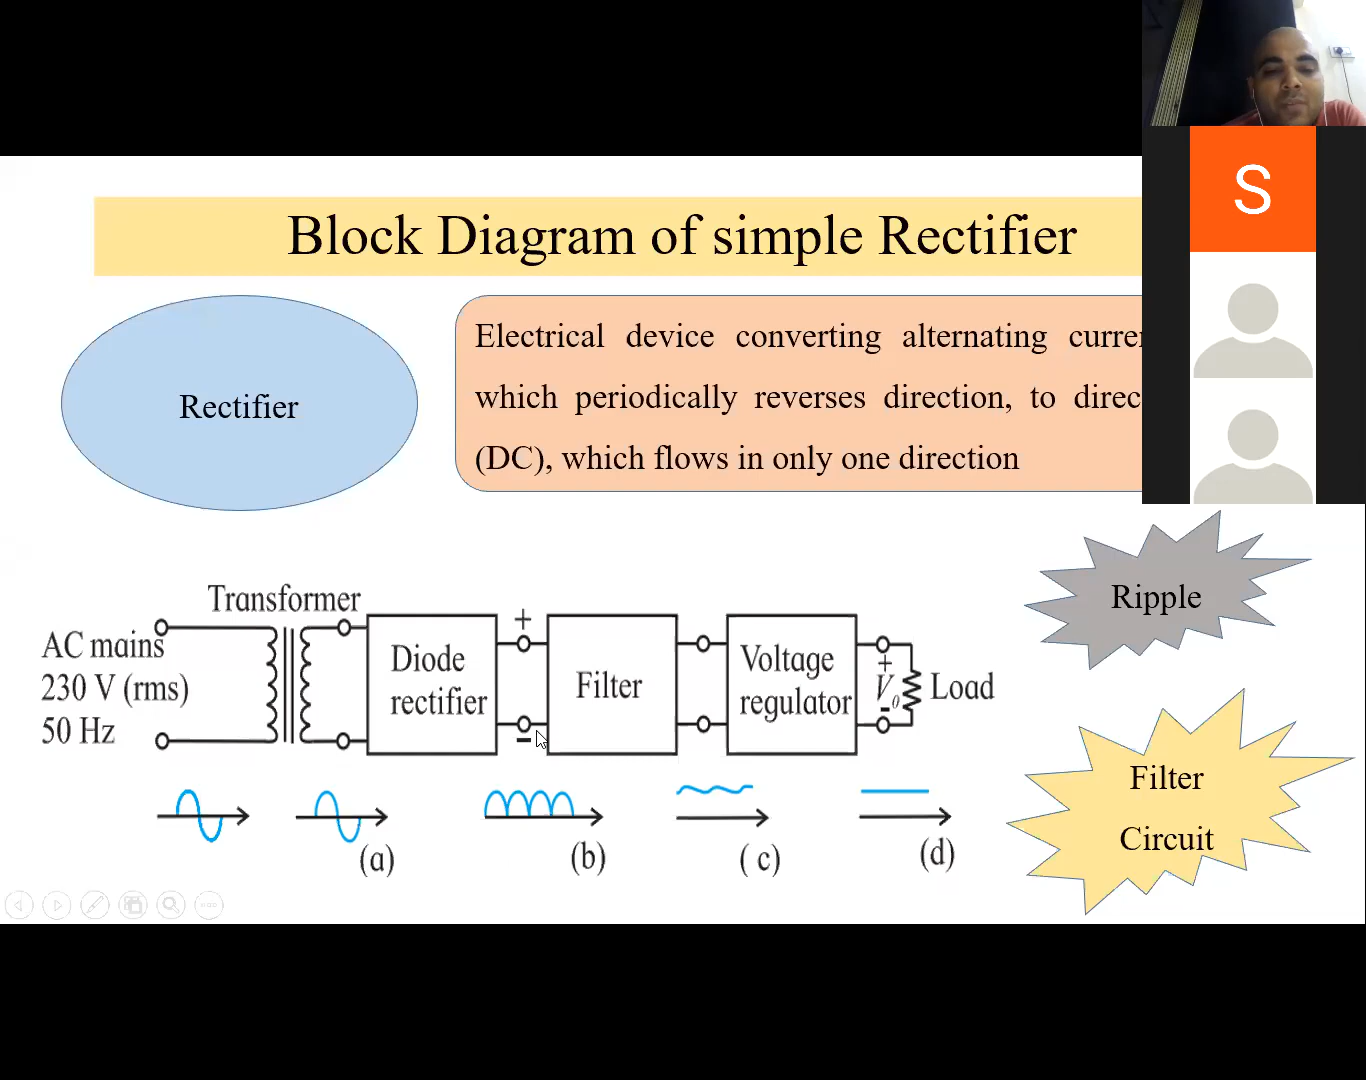 S
Block Diagram of simple Rectifier
Rectifier
Electrical device converting alternating
which periodically reverses direction, to
(DC), which flows in only one direction
Ripple
Filter
Circuit
Transformer
AC mains
230 V (rms)
50 Hz
Diode
rectifier
+
-
Filter
Voltage
regulator
+
V₀
-
Load
(a)
(b)
(c)
(d)